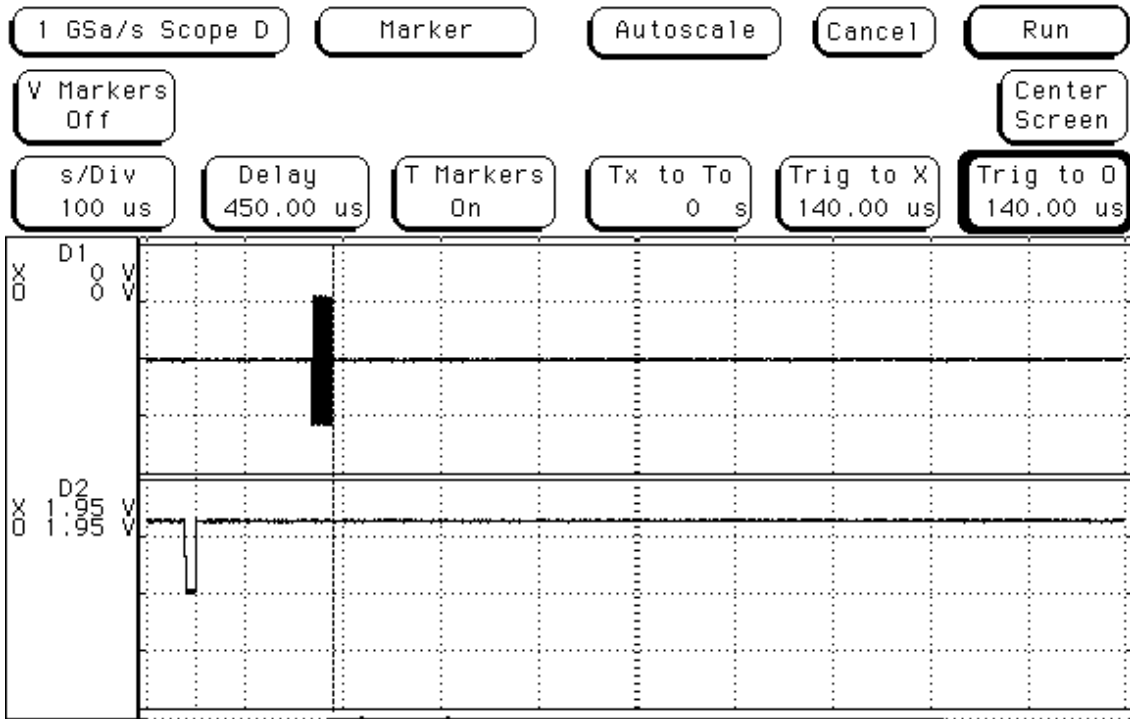 1 GSa/s Scope D Marker Autoscale Cancel Run
V Markers Off Center Screen
s/Div 100 us Delay 450.00 us T Markers On Tx to To 0 s Trig to X 140.00 us Trig to O 140.00 us
D1
X 0 V
O 0 V
D2
X 1.95 V
O 1.95 V